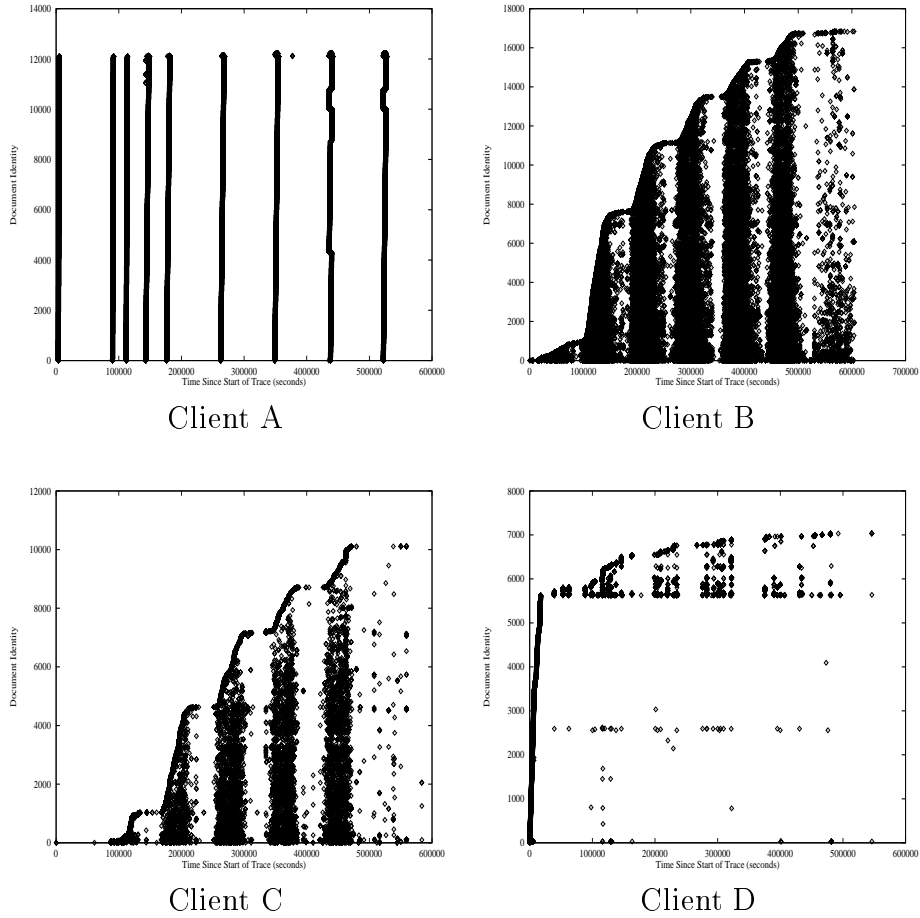 14000
12000
10000
8000
6000
4000
2000
0
Document Identity
0 100000 200000 300000 400000 500000 600000
Time Since Start of Trace (seconds)
Client A
18000
16000
14000
12000
10000
8000
6000
4000
2000
0
Document Identity
0 100000 200000 300000 400000 500000 600000 700000
Time Since Start of Trace (seconds)
Client B
12000
10000
8000
6000
4000
2000
0
Document Identity
0 100000 200000 300000 400000 500000 600000
Time Since Start of Trace (seconds)
Client C
8000
7000
6000
5000
4000
3000
2000
1000
0
Document Identity
0 100000 200000 300000 400000 500000 600000
Time Since Start of Trace (seconds)
Client D